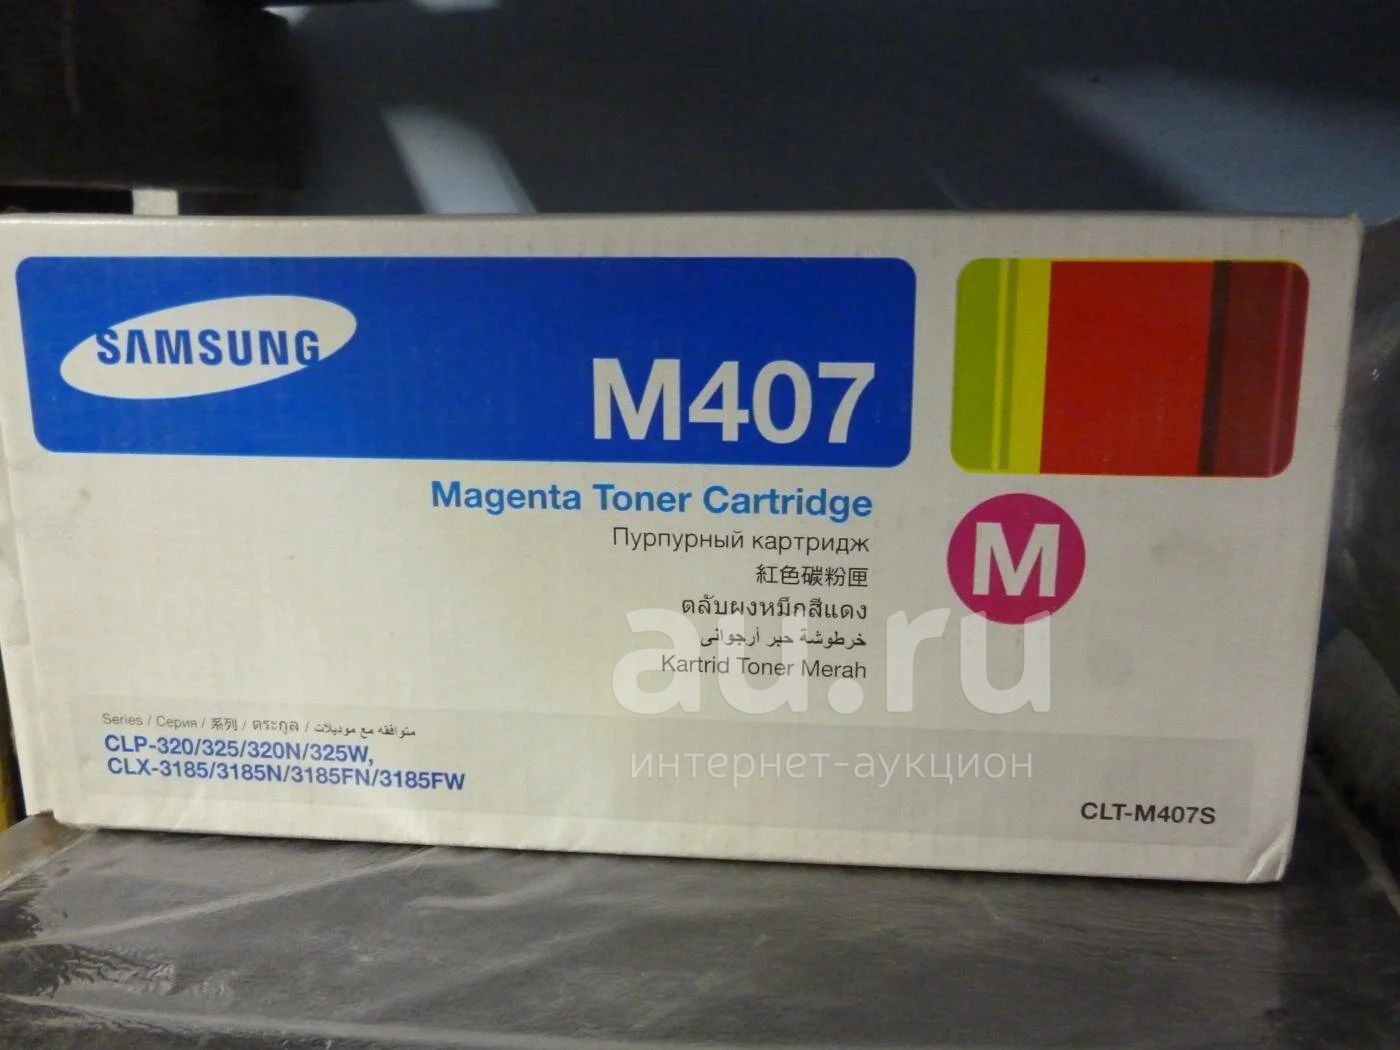 SAMSUNG
M407
Magenta Toner Cartridge
Пурпурный картридж
紅色碳粉匣
ตลับผงหมึกสีแดง
خرطوشة حبر أرجوانى
Kartrid Toner Merah
M
au.ru
интернет-аукцион
Series / Серия / 系列 / ตระกูล / متوافقه مع موديلات
CLP-320/325/320N/325W,
CLX-3185/3185N/3185FN/3185FW
CLT-M407S